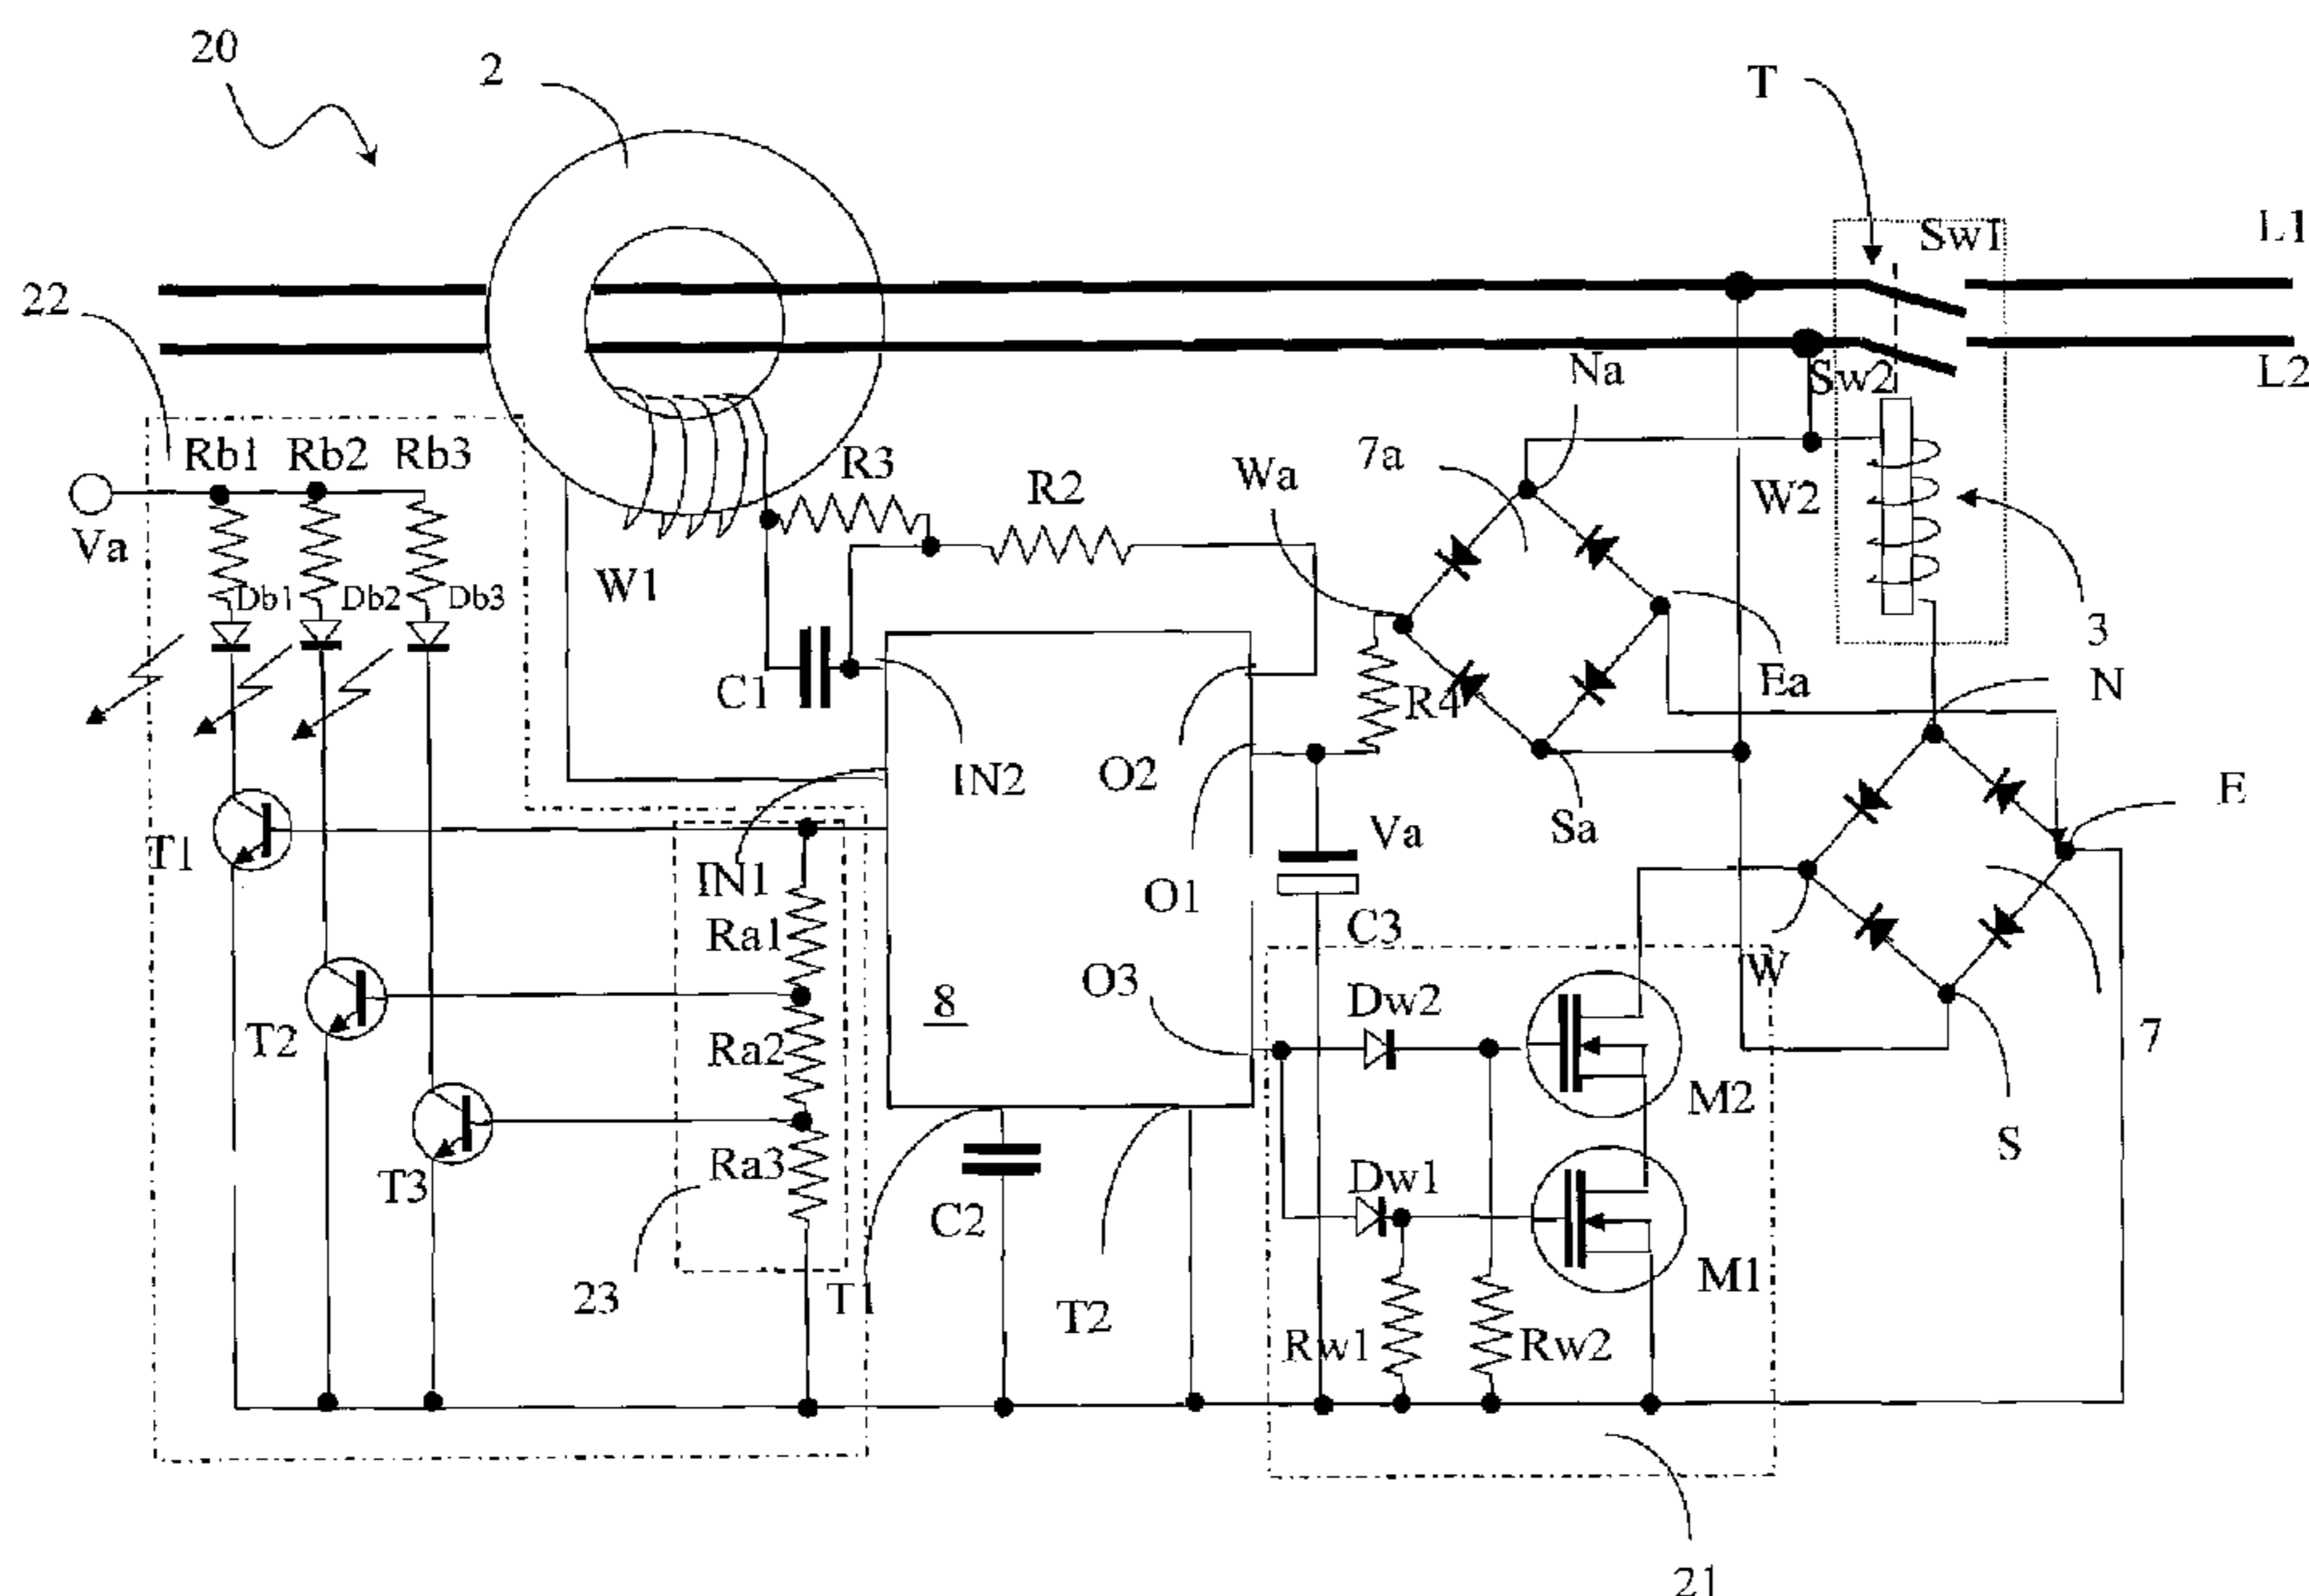 20
2
T
L1
Sw1
22
Na
Sw2
L2
Rb1
Rb2
Rb3
R3
7a
Wa
R2
W2
Va
Db1
Db2
Db3
W1
3
C1
R4
Ea
N
IN2
O2
E
T1
Va
Sa
IN1
O1
Ra1
C3
W
O3
Dw2
8
T2
Ra2
7
M2
S
Ra3
Dw1
T3
C2
M1
23
T1
T2
Rw1
Rw2
21